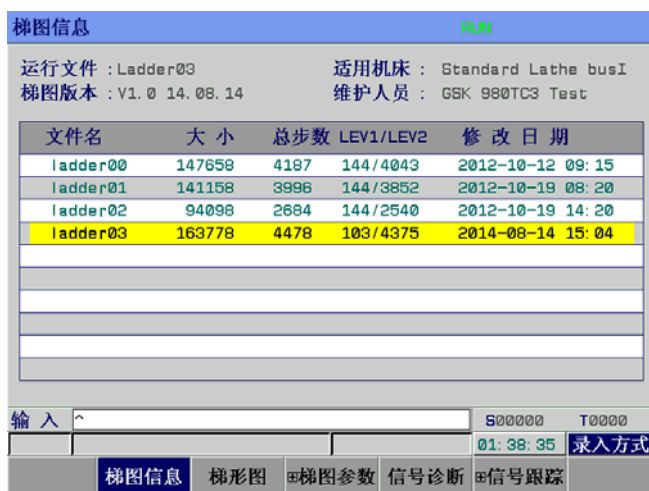 梯图信息 RUN
运行文件 :Ladder03 适用机床 : Standard Lathe busI
梯图版本 :V1.0 14.08.14 维护人员 : GSK 980TC3 Test
文件名 大 小 总步数 LEV1/LEV2 修 改 日 期
ladder00 147658 4187 144/4043 2012-10-12 09:15
ladder01 141158 3996 144/3852 2012-10-19 08:20
ladder02 94098 2684 144/2540 2012-10-19 14:20
ladder03 163778 4478 103/4375 2014-08-14 15:04
输 入 ^ S00000 T0000
01:38:35 录入方式
梯图信息 梯形图 ⊞梯图参数 信号诊断 ⊞信号跟踪